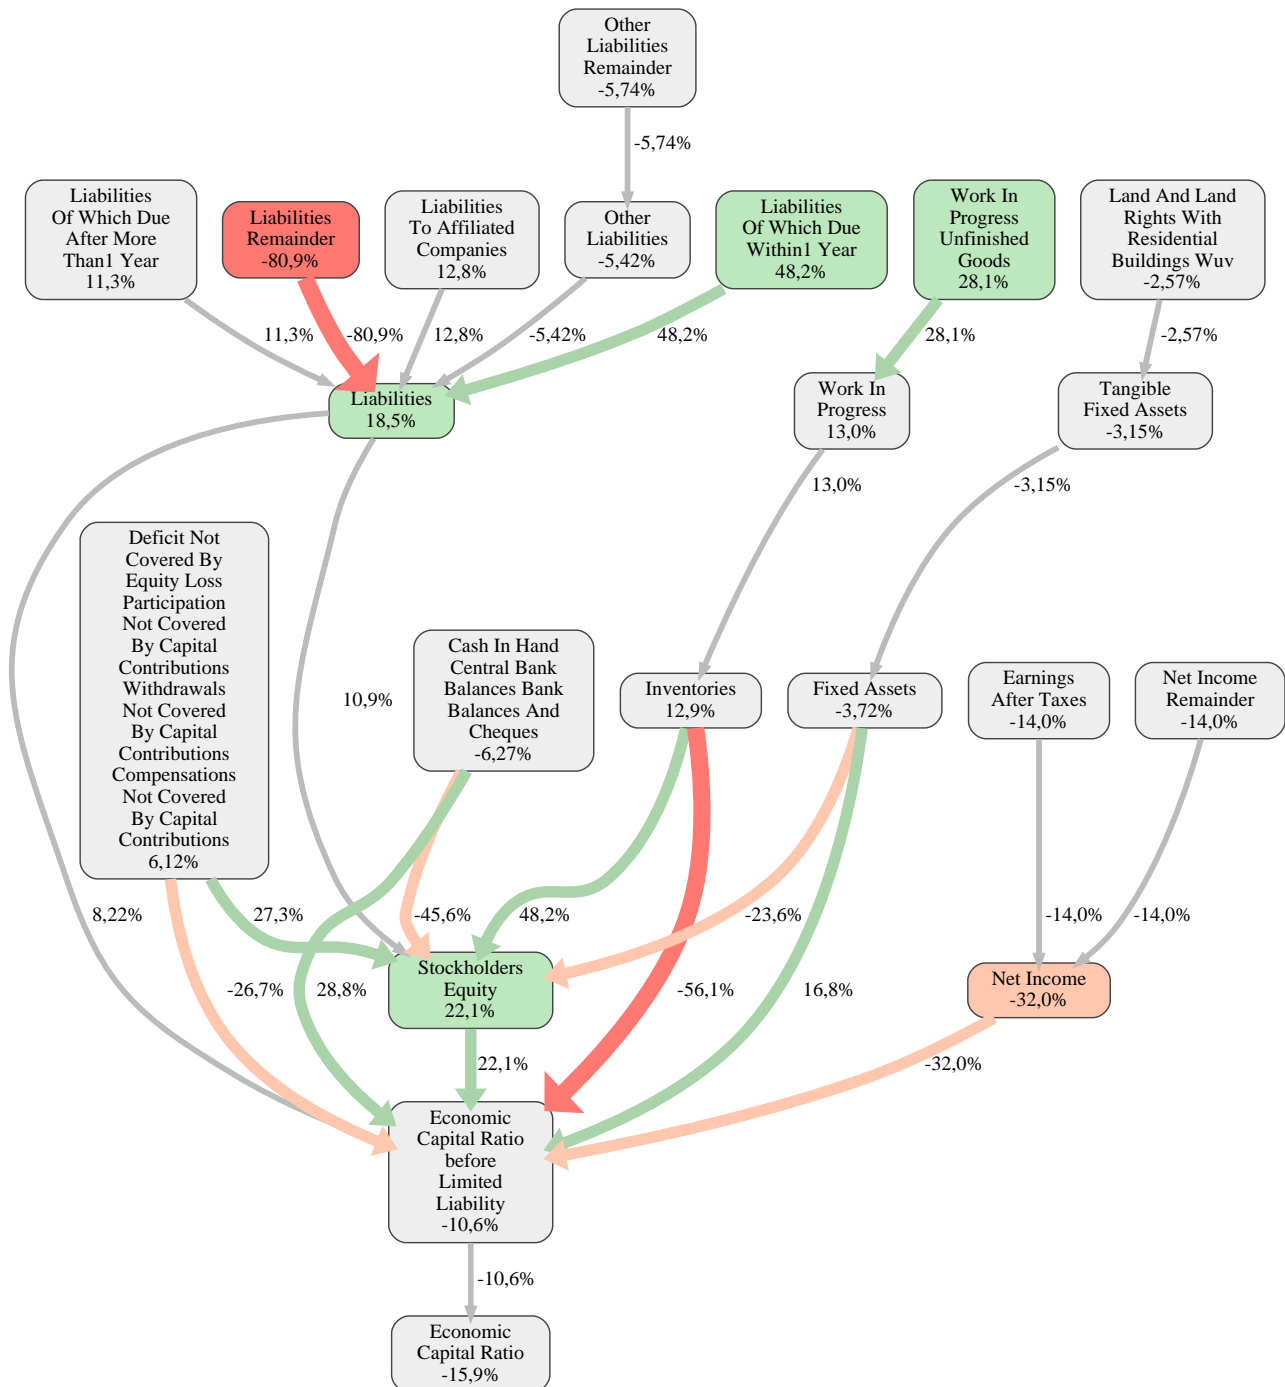 Other
Liabilities
Remainder
-5,74%
-5,74%
Liabilities
Of Which Due
After More
Than1 Year
11,3%
Liabilities
Remainder
-80,9%
Liabilities
To Affiliated
Companies
12,8%
Other
Liabilities
-5,42%
Liabilities
Of Which Due
Within1 Year
48,2%
Work In
Progress
Unfinished
Goods
28,1%
Land And Land
Rights With
Residential
Buildings Wuv
-2,57%
11,3%
-80,9%
12,8%
-5,42%
48,2%
28,1%
-2,57%
Liabilities
18,5%
Work In
Progress
13,0%
Tangible
Fixed Assets
-3,15%
13,0%
-3,15%
Deficit Not
Covered By
Equity Loss
Participation
Not Covered
By Capital
Contributions
Withdrawals
Not Covered
By Capital
Contributions
Compensations
Not Covered
By Capital
Contributions
6,12%
10,9%
Cash In Hand
Central Bank
Balances Bank
Balances And
Cheques
-6,27%
Inventories
12,9%
Fixed Assets
-3,72%
Earnings
After Taxes
-14,0%
Net Income
Remainder
-14,0%
8,22%
27,3%
-45,6%
48,2%
-23,6%
-14,0%
-14,0%
Stockholders
Equity
22,1%
Net Income
-32,0%
-26,7%
28,8%
-56,1%
16,8%
22,1%
-32,0%
Economic
Capital Ratio
before
Limited
Liability
-10,6%
-10,6%
Economic
Capital Ratio
-15,9%